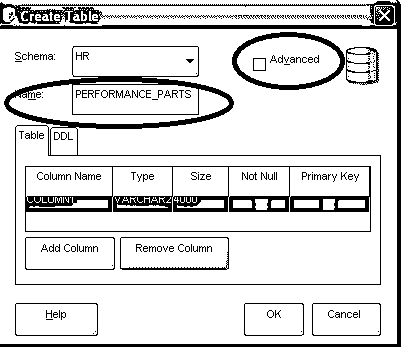 Create Table
Schema: HR
Advanced
Name: PERFORMANCE_PARTS
Table DDL
Column Name Type Size Not Null Primary Key
COLUMN1 VARCHAR2 4000
Add Column Remove Column
Help OK Cancel